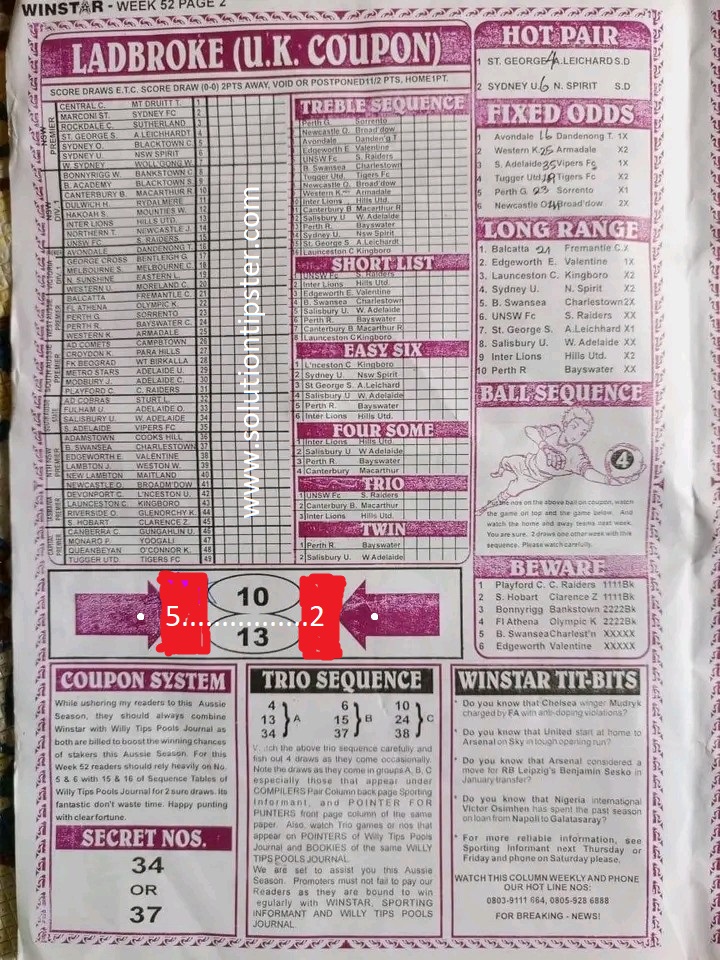 WINSTAR - WEEK 52 PAGE 2
LADBROKE (U.K. COUPON)
SCORE DRAWS E.T.C. SCORE DRAW (0-0) 2PTS AWAY, VOID OR POSTPONED11/2 PTS, HOME1PT.
CENTRAL C. MT DRUITT T. 1
MARCONI ST. SYDNEY FC 2
ROCKDALE C. SUTHERLAND 3
ST. GEORGE S A.LEICHHARDT 4
SYDNEY O. BLACKTOWN C. 5
SYDNEY U. NSW SPIRIT 6
W. SYDNEY WOLL'GONG W. 7
BONNYRIGG W. BANKSTOWN C. 8
B. ACADEMY BLACKTOWN S. 9
CANTERBURY B. MACARTHUR R. 10
DULWICH H. RYDALMERE 11
HAKOAH S. MOUNTIES W. 12
INTER LIONS HILLS UTD. 13
NORTHERN T. NEWCASTLE J. 14
UNSW FC S. RAIDERS 15
AVONDALE DANDENONG T. 16
GEORGE CROSS BENTLEIGH G. 17
MELBOURNE S. MELBOURNE C. 18
N. SUNSHINE EASTERN L. 19
WESTERN U. MORELAND C. 20
BALCATTA FREMANTLE C. 21
FL ATHENA OLYMPIC K. 22
PERTH G. SORRENTO 23
PERTH R. BAYSWATER C. 24
WESTERN K. ARMADALE 25
AD COMETS CAMPBTOWN 26
CROYDON K. PARA HILLS 27
FK BEOGRAD WT BIRKALLA 28
METRO STARS ADELAIDE U. 29
MODBURY J. ADELAIDE C. 30
PLAYFORD C. C. RAIDERS 31
AD COBRAS STURT L. 32
FULHAM U. ADELAIDE O. 33
SALISBURY U. W. ADELAIDE 34
S. ADELAIDE VIPERS FC 35
ADAMSTOWN COOKS HILL 36
B. SWANSEA CHARLESTOWN 37
EDGEWORTH E. VALENTINE 38
LAMBTON J. WESTON W. 39
NEW LAMBTON MAITLAND 40
NEWCASTLE O. BROADM'DOW 41
DEVONPORT C. L'NCESTON U. 42
LAUNCESTON C. KINGBORO 43
RIVERSIDE O. GLENORCHY K. 44
S. HOBART CLARENCE Z. 45
CANBERRA C. GUNGAHLIN U. 46
MONARO P. YOOGALI 47
QUEANBEYAN O'CONNOR K. 48
TUGGER UTD. TIGERS FC 49
www.solutiontipster.com
TREBLE SEQUENCE
Perth G. Sorrento
Newcastle O. Broad'dow
Avondale Danden'g T
Edgeworth E. Valentine
UNSW Fc S. Raiders
B. Swansea Charlestown
Tugger Utd. Tigers Fc
Newcastle O. Broad'dow
Western K. Armadale
Inter Lions Hills Utd.
Canterbury B Macarthur R
Salisbury U W. Adelaide
Perth R. Bayswater
Sydney U. Nsw Spirit
St. George S A.Leichardt
Launceston C Kingboro
SHORT LIST
UNSW Fc S. Raiders
2 Inter Lions Hills Utd.
3 Edgeworth E. Valentine
4 B. Swansea Charlestown
5 Salisbury U. W. Adelaide
6 Perth R. Bayswater
7 Canterbury B Macarthur R
8 Launceston C Kingboro
EASY SIX
1 L'nceston C Kingboro
2 Sydney U. Nsw Spirit
3 St George S A.Leichard
4 Salisbury U W. Adelaide
5 Perth R. Bayswater
6 Inter Lions Hills Utd.
FOUR SOME
1 Inter Lions Hills Utd.
2 Salisbury U W Adelaide
3 Perth R. Bayswater
4 Canterbury Macarthur
TRIO
1 UNSW Fc S. Raiders
2 Canterbury B. Macarthur
3 Inter Lions Hills Utd.
TWIN
1 Perth R. Bayswater
2 Salisbury U. W Adelaide
HOT PAIR
1 ST. GEORGE 4 A.LEICHARD S.D
2 SYDNEY U 6 N. SPIRIT S.D
FIXED ODDS
Avondale 16 Dandenong T. 1X
2 Western K. 25 Armadale X2
3 S. Adelaide 35 Vipers Fc 1X
4 Tugger Utd. Tigers Fc X2
5 Perth G. 23 Sorrento X1
6 Newcastle O. 41 Broad'dow 2X
LONG RANGE
1. Balcatta 21 Fremantle C. X
2. Edgeworth E. Valentine 1X
3. Launceston C. Kingboro X2
4. Sydney U. N. Spirit X2
5. B. Swansea Charlestown 2X
6. UNSW Fc S. Raiders XX
7. St. George S A.Leichhard X1
8. Salisbury U. W. Adelaide XX
9 Inter Lions Hills Utd. X2
10 Perth R Bayswater XX
BALL SEQUENCE
4
Put the nos on the above ball on coupon, watch
the game on top and the game below. And
watch the home and away teams next week.
You are sure. 2 draws one other week with this
sequence. Please watch carefully.
BEWARE
1 Playford C. C. Raiders 1111Bk
2 S. Hobart Clarence Z 1111Bk
3 Bonnyrigg Bankstown 2222Bk
4 Fl Athena Olympic K 2222Bk
5 B. Swansea Charlest'n XXXXX
6 Edgeworth Valentine XXXXX
10
5................2
13
COUPON SYSTEM
While ushering my readers to this Aussie
Season, they should always combine
Winstar with Willy Tips Pools Journal as
both are billed to boost the winning chances
of stakers this Aussie Season. For this
Week 52 readers should rely heavily on No.
5 & 6 with 15 & 16 of Sequence Tables of
Willy Tips Pools Journal for 2 sure draws. Its
fantastic don't waste time. Happy punting
with clear fortune.
SECRET NOS.
34
OR
37
TRIO SEQUENCE
4 6 10
13 A 15 B 24 C
34 37 38
Watch the above trio sequence carefully and
fish out 4 draws as they come occasionally.
Note the draws as they come in groups A, B, C
especially those that appear under
COMPILERS Pair Column back page Sporting
Informant, and POINTER FOR
PUNTERS front page column of the same
paper. Also, watch Trio games or nos that
appear on POINTERS of Willy Tips Pools
Journal and BOOKIES of the same WILLY
TIPS POOLS JOURNAL.
We are set to assist you this Aussie
Season. Promoters must not fail to pay our
Readers as they are bound to win
egularly with WINSTAR, SPORTING
INFORMANT AND WILLY TIPS POOLS
JOURNAL
WINSTAR TIT-BITS
* Do you know that Chelsea winger Mudryk
charged by FA with anti-doping violations?
* Do you know that United start at home to
Arsenal on Sky in tough opening run?
* Do you know that Arsenal considered a
move for RB Leipzig's Benjamin Sesko in
January transfer?
* Do you know that Nigeria international
Victor Osimhen has spent the past season
on loan from Napoli to Galatasaray?
* For more reliable information, see
Sporting Informant next Thursday or
Friday and phone on Saturday please.
WATCH THIS COLUMN WEEKLY AND PHONE
OUR HOT LINE NOS:
0803-9111 664, 0805-928 6888
FOR BREAKING - NEWS!